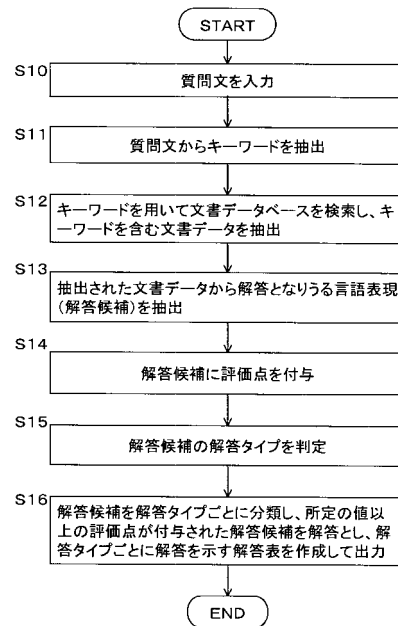 START
S10
質問文を入力
S11
質問文からキーワードを抽出
S12
キーワードを用いて文書データベースを検索し、キ
ーワードを含む文書データを抽出
S13
抽出された文書データから解答となりうる言語表現
(解答候補)を抽出
S14
解答候補に評価点を付与
S15
解答候補の解答タイプを判定
S16
解答候補を解答タイプごとに分類し、所定の値以
上の評価点が付与された解答候補を解答とし、解
答タイプごとに解答を示す解答表を作成して出力
END